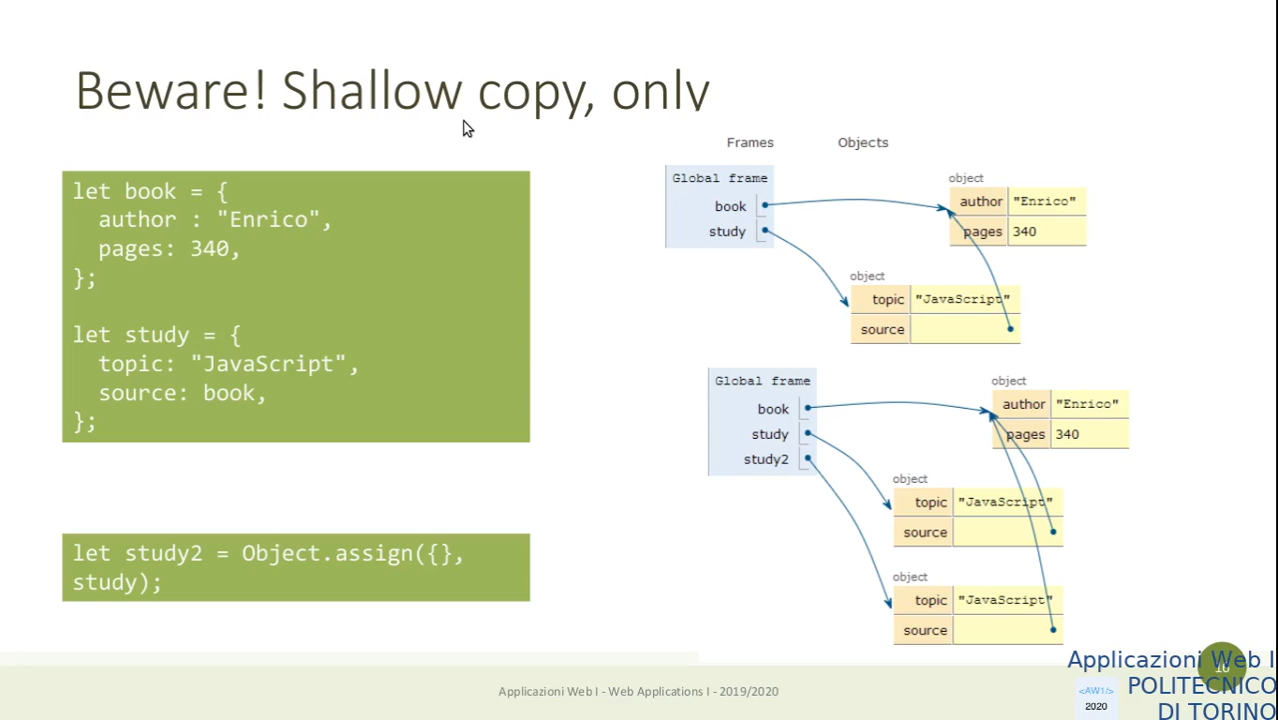 Beware! Shallow copy, only
let book = {
author : "Enrico",
pages: 340,
};
let study = {
topic: "JavaScript",
source: book,
};
let study2 = Object.assign({},
study);
Frames Objects
Global frame
book
study
object
author "Enrico"
pages 340
object
topic "JavaScript"
source
Global frame
book
study
study2
object
author "Enrico"
pages 340
object
topic "JavaScript"
source
object
topic "JavaScript"
source
Applicazioni Web I - Web Applications I - 2019/2020
Applicazioni Web I
POLITECNICO
DI TORINO
<AW1/>
2020